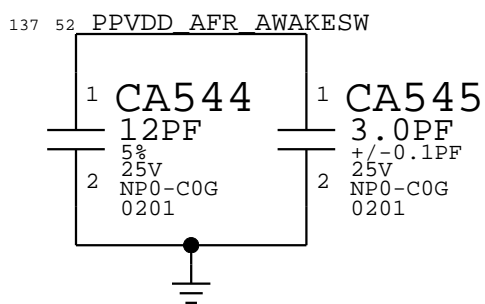 137 52 PPVDD_AFR_AWAKESW
1 CA544
12PF
5%
25V
2 NP0-C0G
0201
1 CA545
3.0PF
+/-0.1PF
25V
2 NP0-C0G
0201